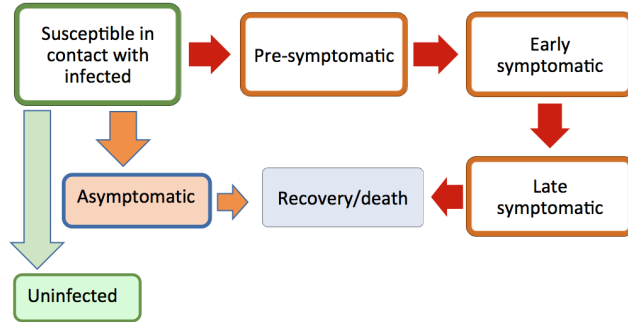 Susceptible in
contact with
infected
Pre-symptomatic
Early
symptomatic
Asymptomatic
Recovery/death
Late
symptomatic
Uninfected